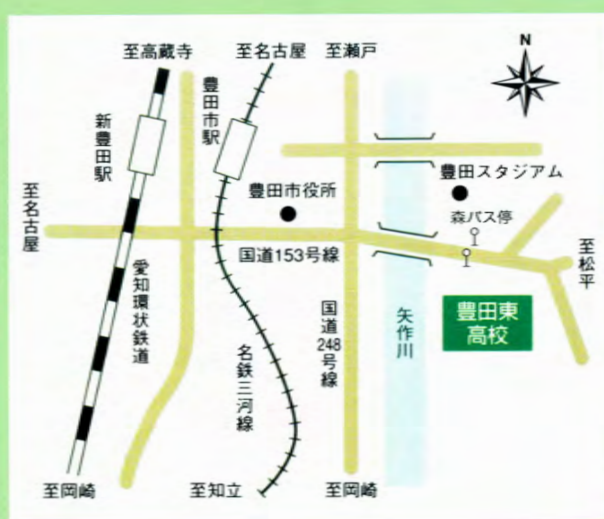 至高蔵寺
至名古屋
至瀬戸
N
豊田市駅
新豊田駅
豊田スタジアム
豊田市役所
至名古屋
森バス停
至松平
国道153号線
愛知環状鉄道
国道248号線
矢作川
豊田東
高校
名鉄三河線
至岡崎
至知立
至岡崎